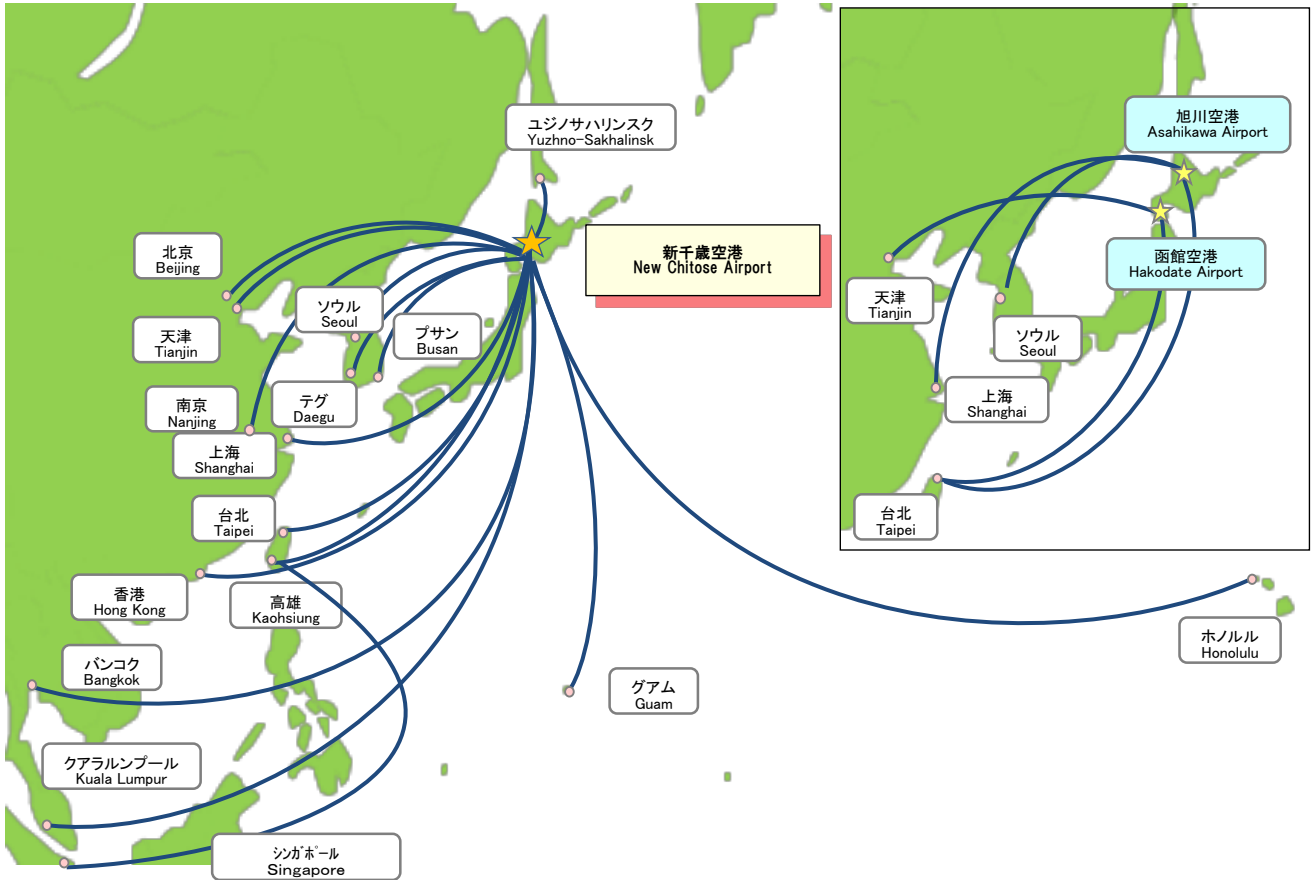 ユジノサハリンスク
Yuzhno-Sakhalinsk
北京
Beijing
新千歳空港
New Chitose Airport
天津
Tianjin
ソウル
Seoul
プサン
Busan
南京
Nanjing
テグ
Daegu
上海
Shanghai
台北
Taipei
香港
Hong Kong
高雄
Kaohsiung
バンコク
Bangkok
グアム
Guam
ホノルル
Honolulu
クアラルンプール
Kuala Lumpur
ｼﾝｶﾞﾎﾟｰﾙ
Singapore
旭川空港
Asahikawa Airport
函館空港
Hakodate Airport
天津
Tianjin
ソウル
Seoul
上海
Shanghai
台北
Taipei